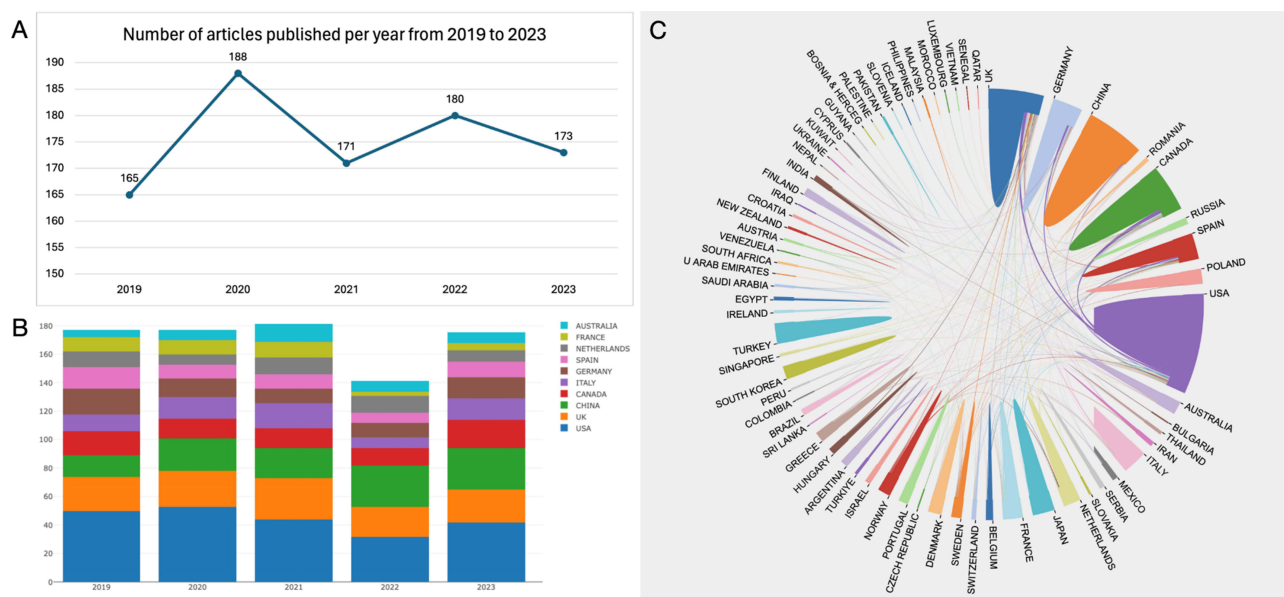 A
Number of articles published per year from 2019 to 2023
190
185
180
175
170
165
160
155
150
165
188
171
180
173
2019
2020
2021
2022
2023
B
180
160
140
120
100
80
60
40
20
0
2019
2020
2021
2022
2023
AUSTRALIA
FRANCE
NETHERLANDS
SPAIN
GERMANY
ITALY
CANADA
CHINA
UK
USA
C
UK
GERMANY
CHINA
ROMANIA
CANADA
RUSSIA
SPAIN
POLAND
USA
AUSTRALIA
BULGARIA
THAILAND
IRAN
ITALY
MEXICO
SERBIA
SLOVAKIA
NETHERLANDS
JAPAN
FRANCE
BELGIUM
SWITZERLAND
SWEDEN
DENMARK
CZECH REPUBLIC
PORTUGAL
NORWAY
ISRAEL
TURKIYE
ARGENTINA
HUNGARY
GREECE
SRI LANKA
BRAZIL
COLOMBIA
PERU
SOUTH KOREA
SINGAPORE
TURKEY
IRELAND
EGYPT
SAUDI ARABIA
U ARAB EMIRATES
SOUTH AFRICA
VENEZUELA
AUSTRIA
NEW ZEALAND
CROATIA
IRAQ
FINLAND
INDIA
NEPAL
UKRAINE
KUWAIT
CYPRUS
GUYANA
BOSNIA & HERCEG
PALESTINE
PAKISTAN
SLOVENIA
ICELAND
PHILIPPINES
MALAYSIA
MOROCCO
LUXEMBOURG
VIETNAM
SENEGAL
QATAR